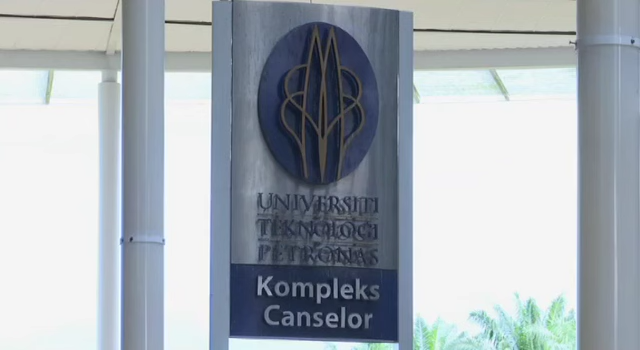 UNIVERSITI
TEKNOLOGI
PETRONAS
Kompleks
Canselor